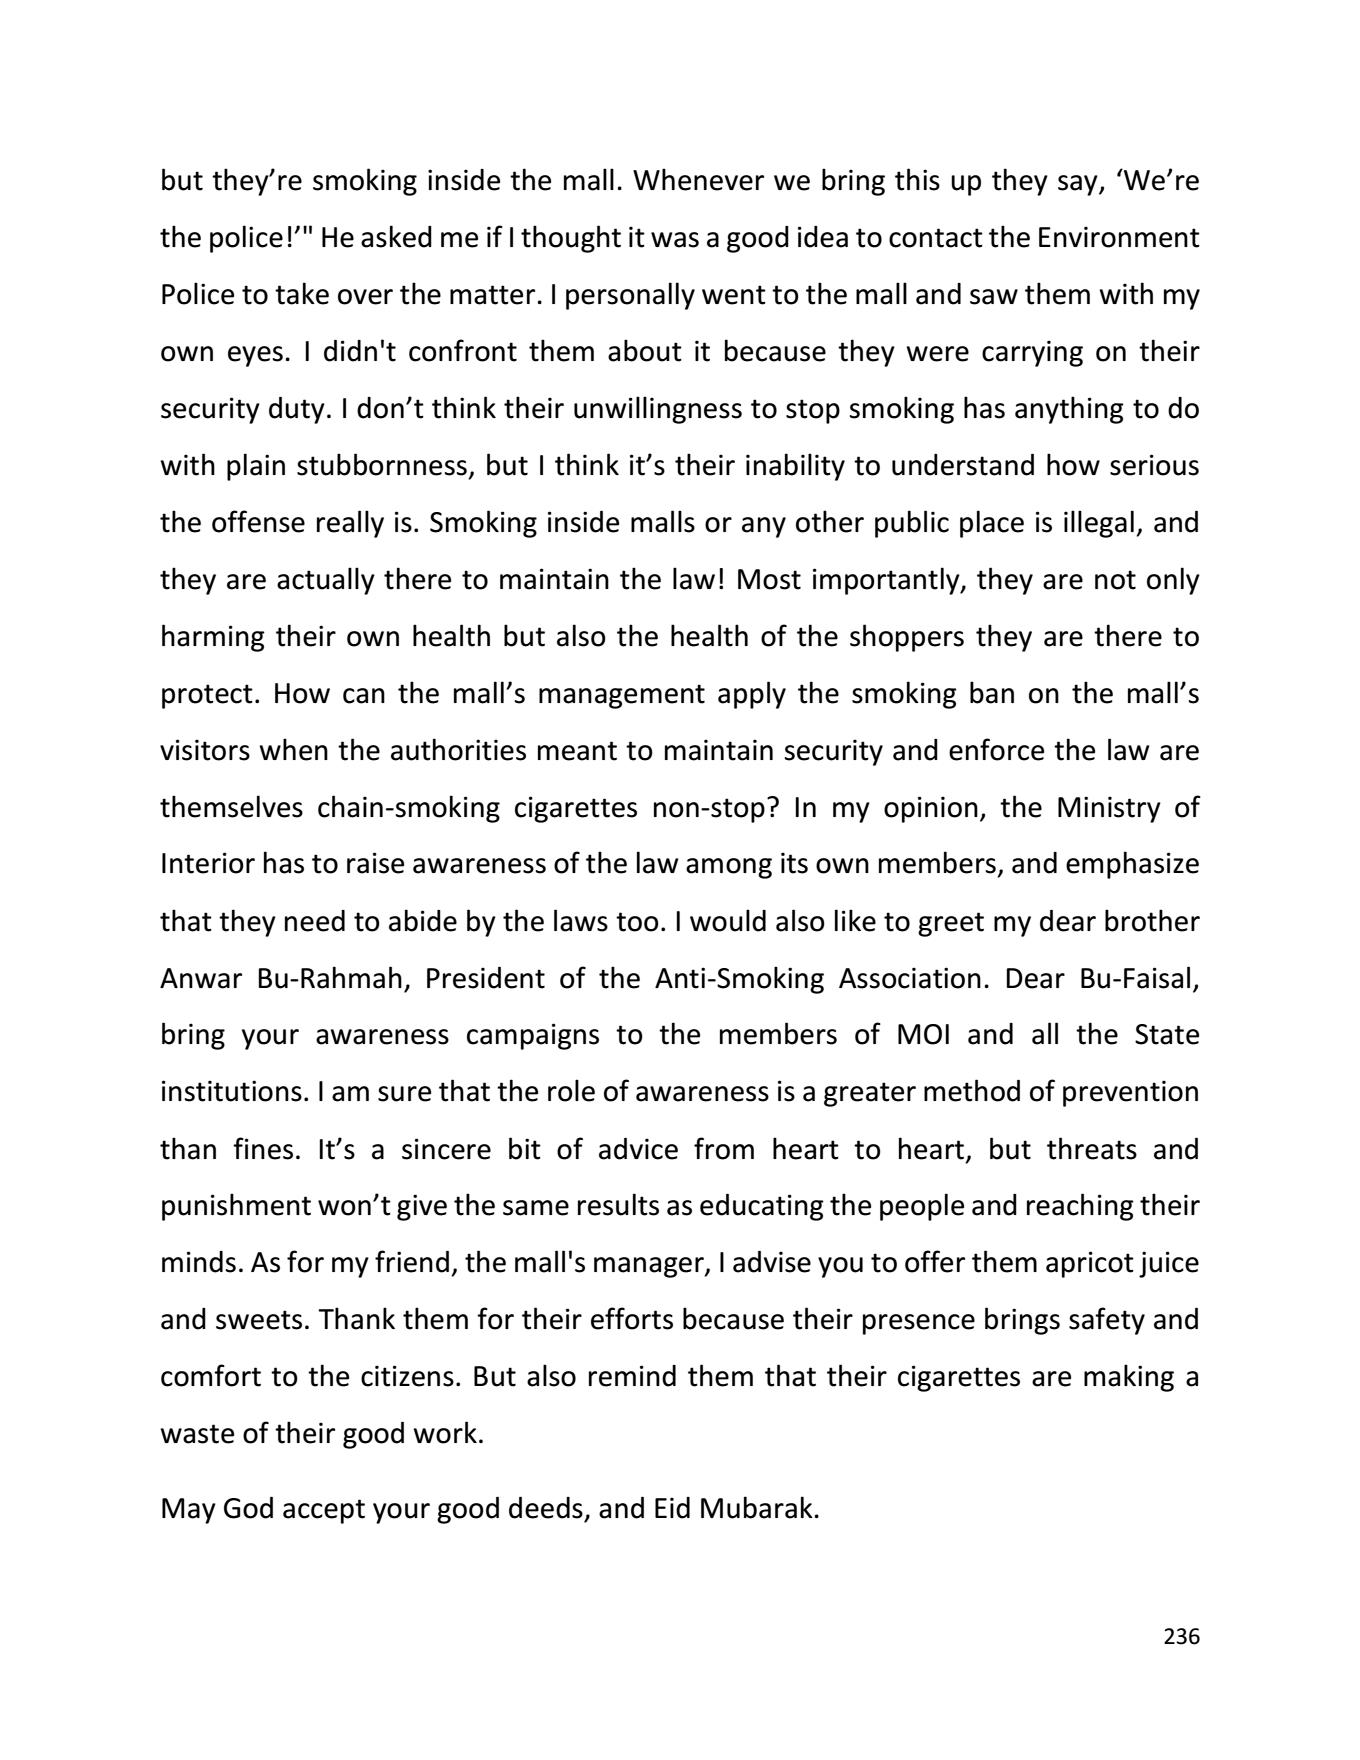 but they’re smoking inside the mall. Whenever we bring this up they say, ‘We’re
the police!’" He asked me if I thought it was a good idea to contact the Environment
Police to take over the matter. I personally went to the mall and saw them with my
own eyes. I didn't confront them about it because they were carrying on their
security duty. I don’t think their unwillingness to stop smoking has anything to do
with plain stubbornness, but I think it’s their inability to understand how serious
the offense really is. Smoking inside malls or any other public place is illegal, and
they are actually there to maintain the law! Most importantly, they are not only
harming their own health but also the health of the shoppers they are there to
protect. How can the mall’s management apply the smoking ban on the mall’s
visitors when the authorities meant to maintain security and enforce the law are
themselves chain-smoking cigarettes non-stop? In my opinion, the Ministry of
Interior has to raise awareness of the law among its own members, and emphasize
that they need to abide by the laws too. I would also like to greet my dear brother
Anwar Bu-Rahmah, President of the Anti-Smoking Association. Dear Bu-Faisal,
bring your awareness campaigns to the members of MOI and all the State
institutions. I am sure that the role of awareness is a greater method of prevention
than fines. It’s a sincere bit of advice from heart to heart, but threats and
punishment won’t give the same results as educating the people and reaching their
minds. As for my friend, the mall's manager, I advise you to offer them apricot juice
and sweets. Thank them for their efforts because their presence brings safety and
comfort to the citizens. But also remind them that their cigarettes are making a
waste of their good work.
May God accept your good deeds, and Eid Mubarak.
236